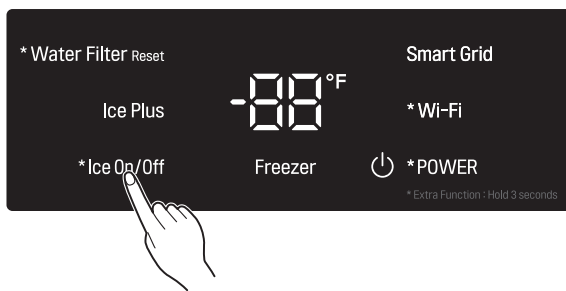 * Water Filter Reset
Smart Grid
-88°F
Ice Plus
* Wi-Fi
* Ice On/Off
Freezer
* POWER
* Extra Function : Hold 3 seconds